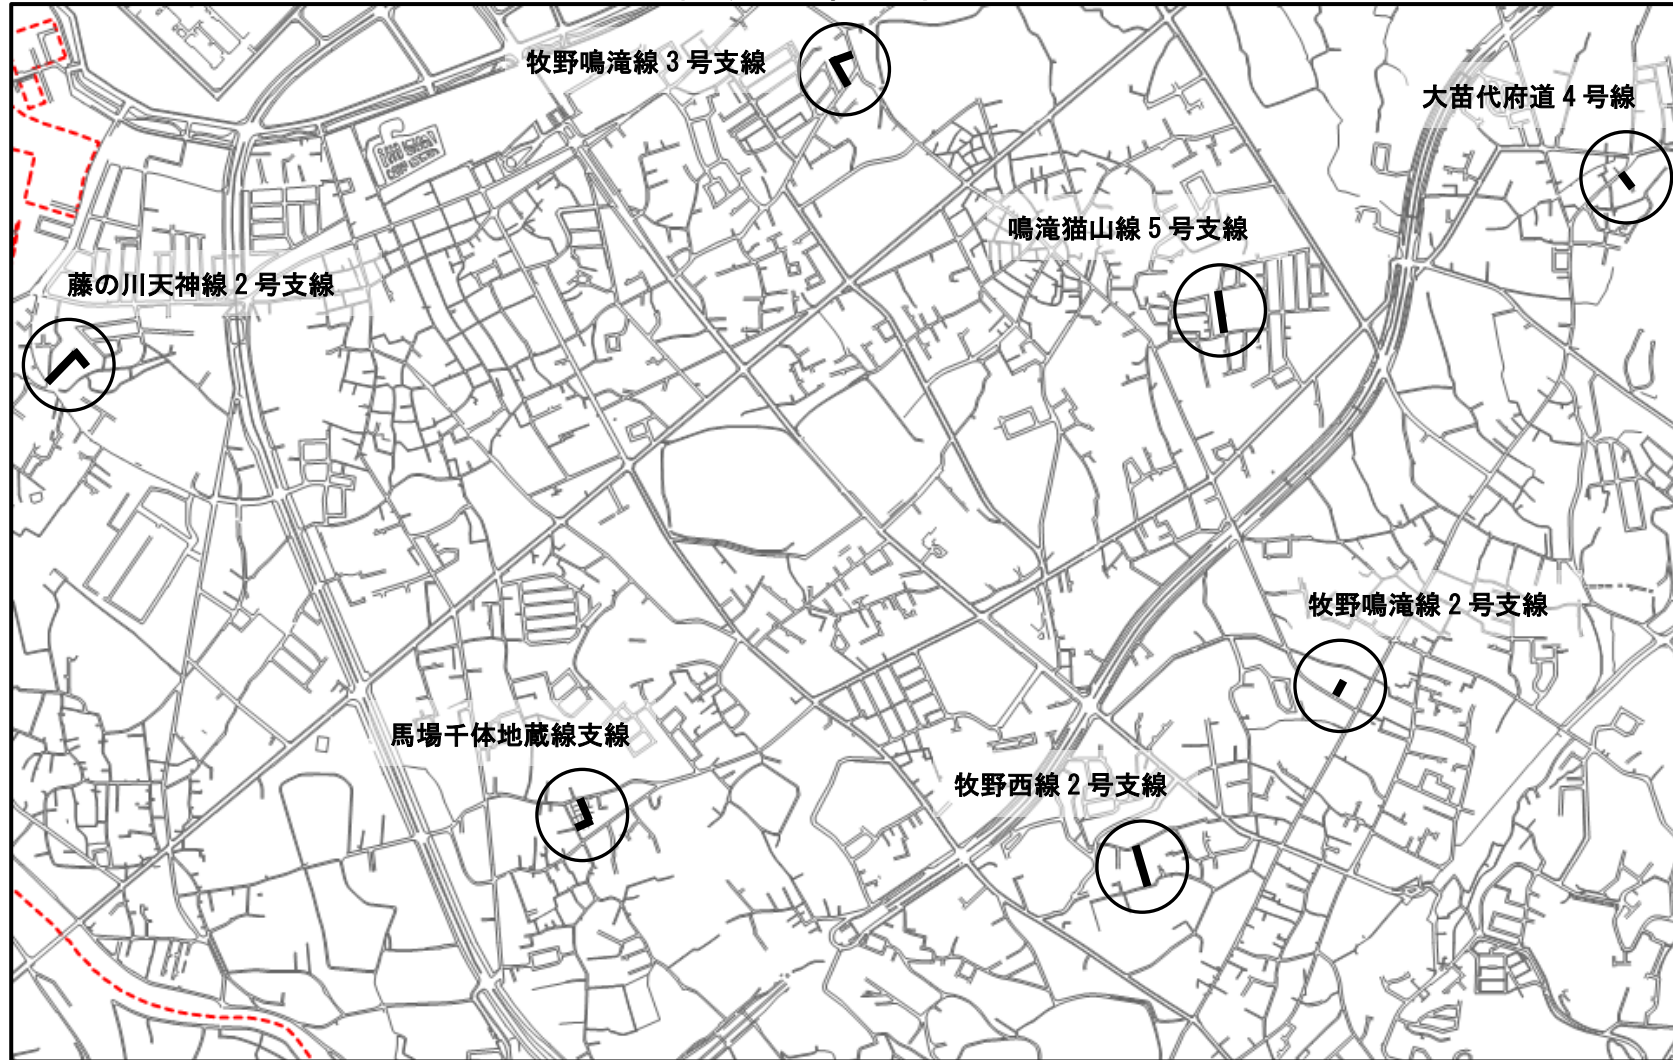 牧野鳴滝線３号支線
大苗代府道４号線
鳴滝猫山線５号支線
藤の川天神線２号支線
牧野鳴滝線２号支線
馬場千体地蔵線支線
牧野西線２号支線